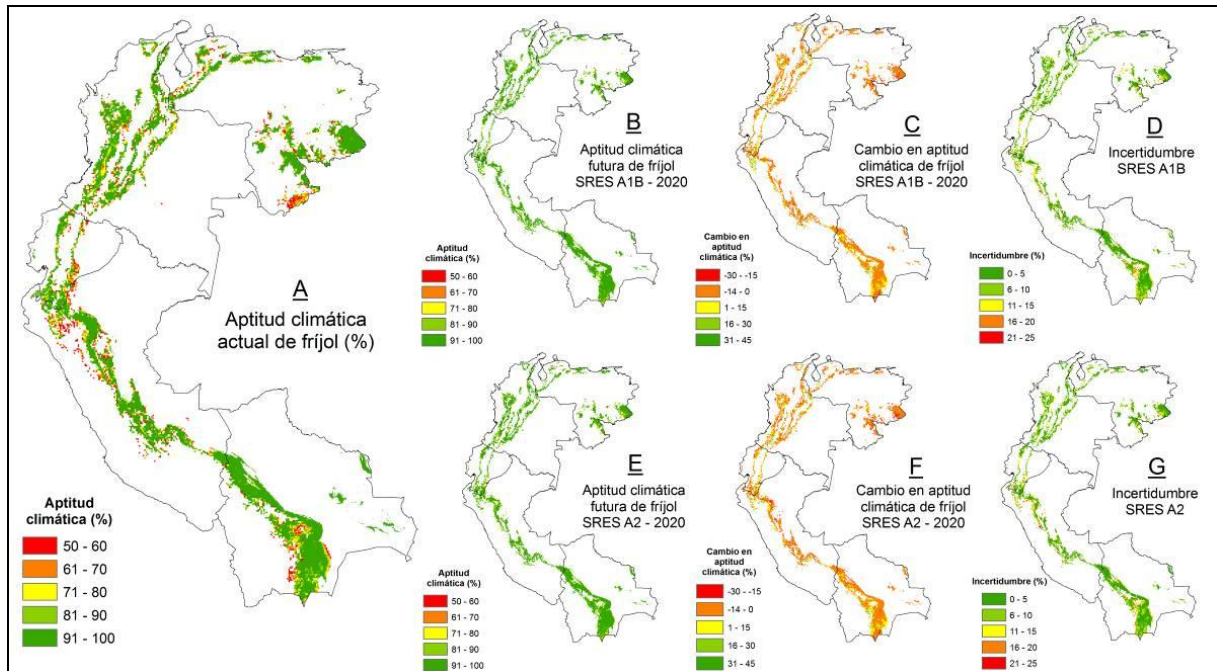 A
Aptitud climática
actual de fríjol (%)
Aptitud
climática (%)
50 - 60
61 - 70
71 - 80
81 - 90
91 - 100
B
Aptitud climática
futura de fríjol
SRES A1B - 2020
Aptitud
climática (%)
50 - 60
61 - 70
71 - 80
81 - 90
91 - 100
C
Cambio en aptitud
climática de fríjol
SRES A1B - 2020
Cambio en
aptitud
climática (%)
-30 - -15
-14 - 0
1 - 15
16 - 30
31 - 45
D
Incertidumbre
SRES A1B
Incertidumbre (%)
0 - 5
6 - 10
11 - 15
16 - 20
21 - 25
E
Aptitud climática
futura de fríjol
SRES A2 - 2020
Aptitud
climática (%)
50 - 60
61 - 70
71 - 80
81 - 90
91 - 100
F
Cambio en aptitud
climática de fríjol
SRES A2 - 2020
Cambio en
aptitud
climática (%)
-30 - -15
-14 - 0
1 - 15
16 - 30
31 - 45
G
Incertidumbre
SRES A2
Incertidumbre (%)
0 - 5
6 - 10
11 - 15
16 - 20
21 - 25